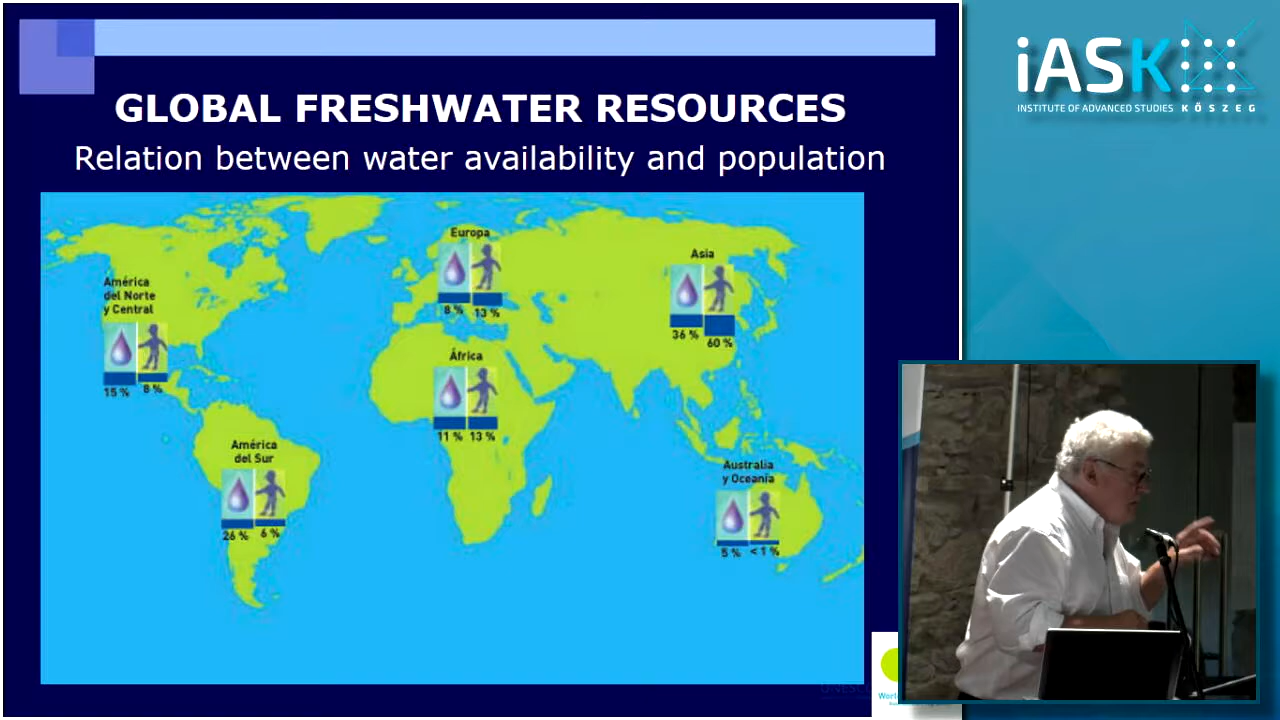 GLOBAL FRESHWATER RESOURCES
Relation between water availability and population
Europa
8 % 13 %
Asia
36 % 60 %
América
del Norte
y Central
15 % 8 %
África
11 % 13 %
América
del Sur
26 % 6 %
Australia
y Oceanía
5 % < 1 %
UNESCO
iASK
INSTITUTE OF ADVANCED STUDIES KŐSZEG